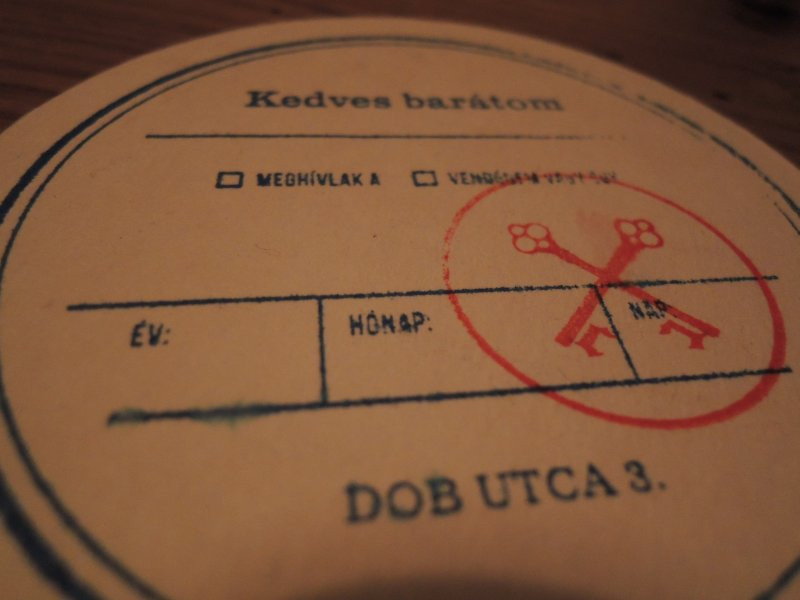 Kedves barátom
MEGHÍVLAK A
ÉV: HÓNAP: NAP:
DOB UTCA 3.